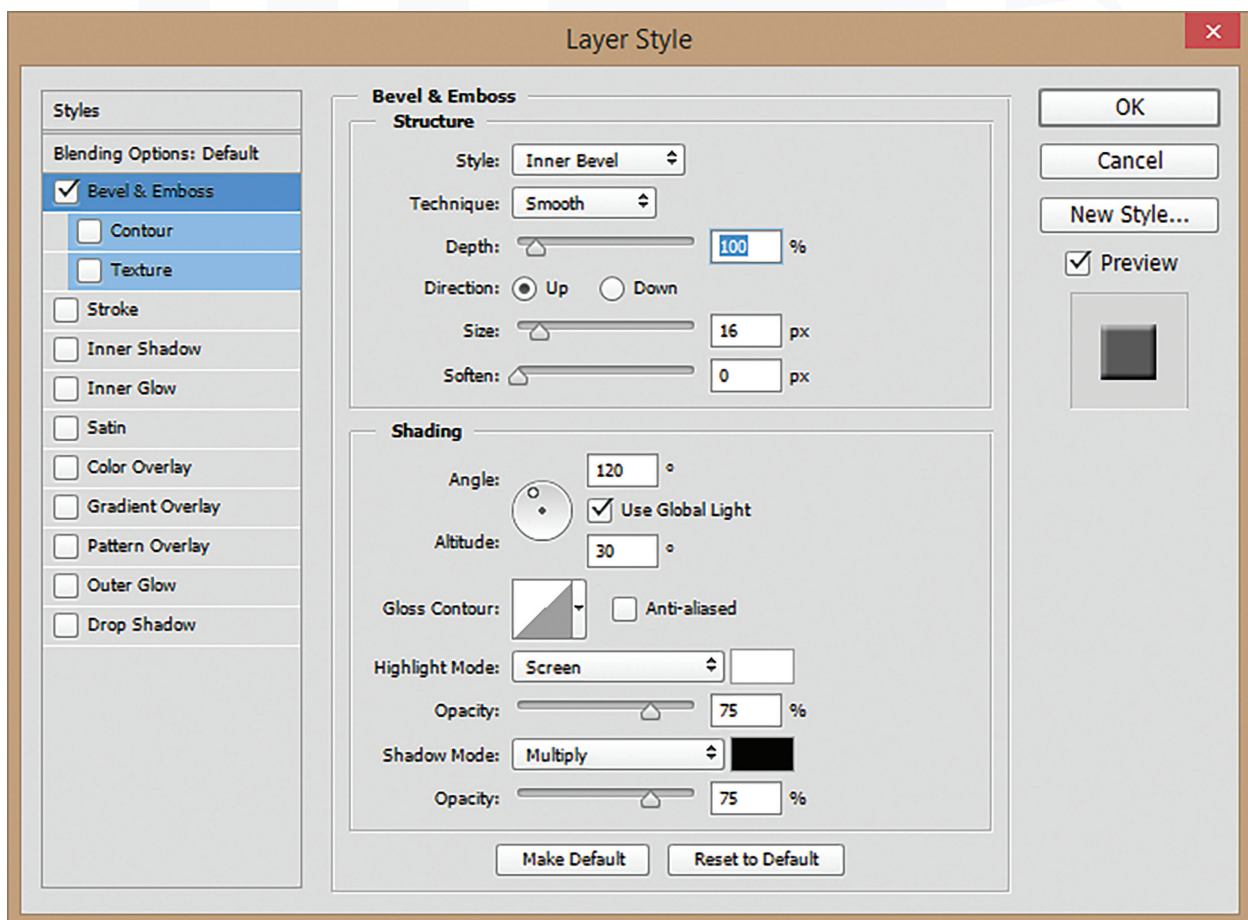 Layer Style
Styles
Blending Options: Default
Bevel & Emboss
Contour
Texture
Stroke
Inner Shadow
Inner Glow
Satin
Color Overlay
Gradient Overlay
Pattern Overlay
Outer Glow
Drop Shadow
Bevel & Emboss
Structure
Style: Inner Bevel
Technique: Smooth
Depth: 100 %
Direction: Up Down
Size: 16 px
Soften: 0 px
Shading
Angle: 120 °
Use Global Light
Altitude: 30 °
Gloss Contour: Anti-aliased
Highlight Mode: Screen
Opacity: 75 %
Shadow Mode: Multiply
Opacity: 75 %
Make Default Reset to Default
OK
Cancel
New Style...
Preview